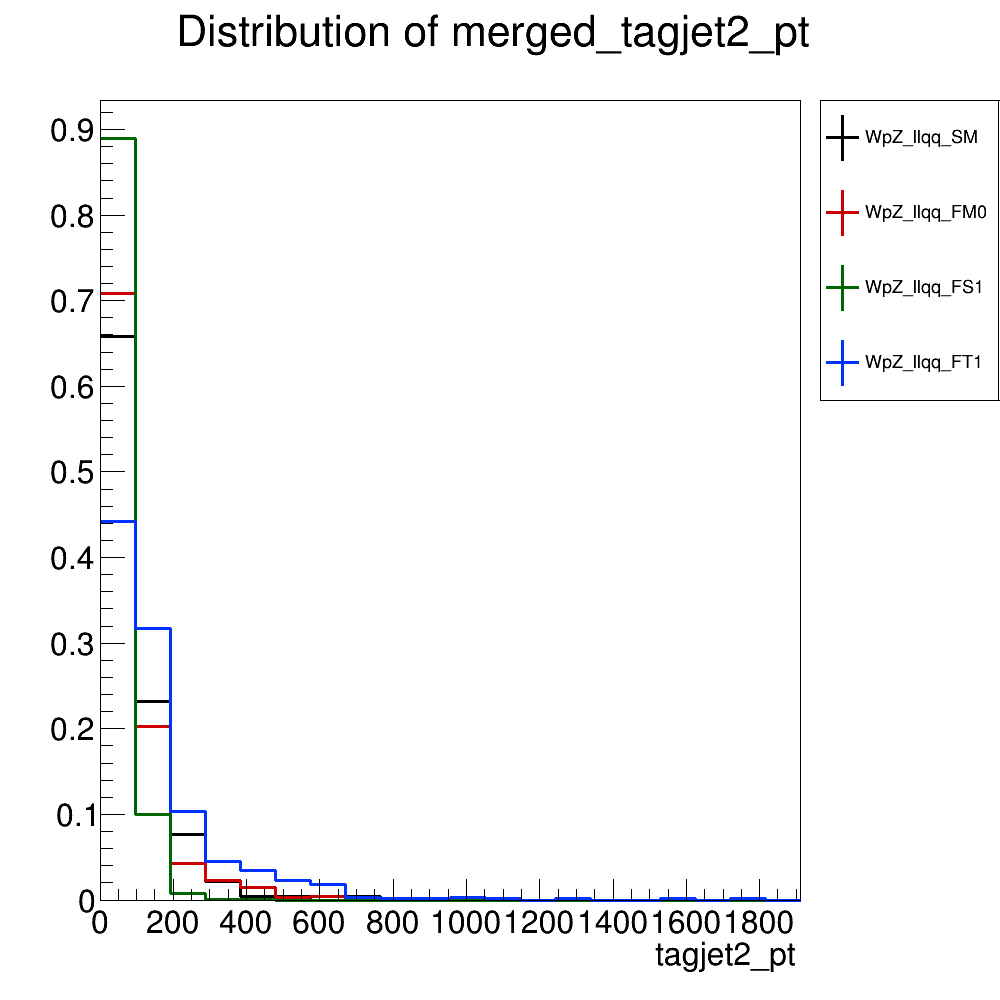 Distribution of merged_tagjet2_pt
0.9
0.8
0.7
0.6
0.5
0.4
0.3
0.2
0.1
0
0 200 400 600 800 1000 1200 1400 1600 1800
tagjet2_pt
WpZ_llqq_SM
WpZ_llqq_FM0
WpZ_llqq_FS1
WpZ_llqq_FT1